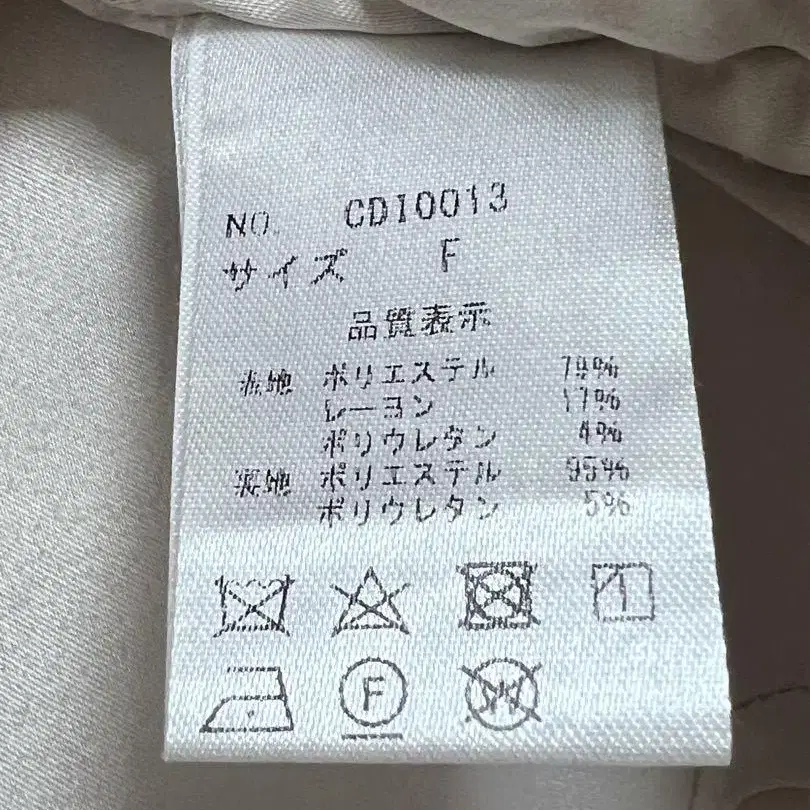 NO. CD10013
サイズ F
品質表示
表地 ポリエステル 79%
レーヨン 17%
ポリウレタン 4%
裏地 ポリエステル 95%
ポリウレタン 5%
F
W